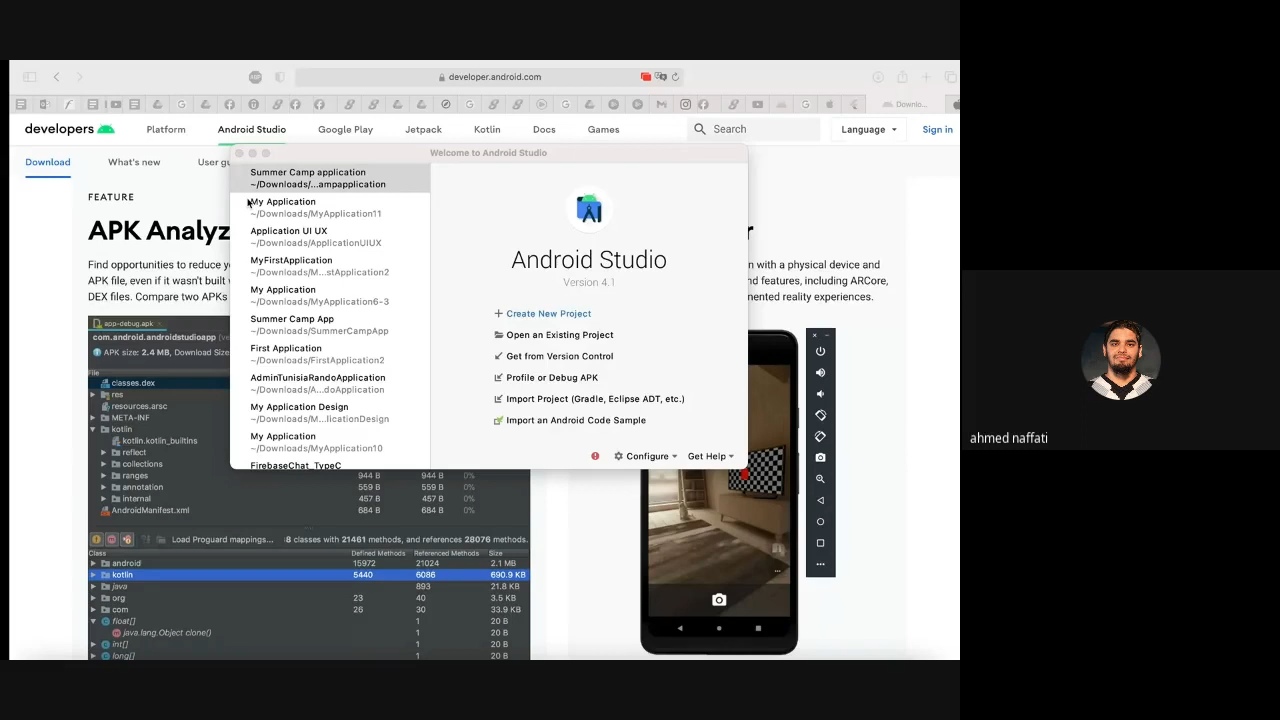 developer.android.com
Downlo...
developers
Platform
Android Studio
Google Play
Jetpack
Kotlin
Docs
Games
Search
Language
Sign in
Download
What's new
User gu
Welcome to Android Studio
Summer Camp application
~/Downloads/...ampapplication
My Application
~/Downloads/MyApplication11
Application UI UX
~/Downloads/ApplicationUIUX
MyFirstApplication
~/Downloads/M...stApplication2
My Application
~/Downloads/MyApplication6-3
Summer Camp App
~/Downloads/SummerCampApp
First Application
~/Downloads/FirstApplication2
AdminTunisiaRandoApplication
~/Downloads/A...doApplication
My Application Design
~/Downloads/M...licationDesign
My Application
~/Downloads/MyApplication10
FirebaseChat_TypeC
Android Studio
Version 4.1
Create New Project
Open an Existing Project
Get from Version Control
Profile or Debug APK
Import Project (Gradle, Eclipse ADT, etc.)
Import an Android Code Sample
Configure
Get Help
FEATURE
APK Analyz
r
Find opportunities to reduce y
APK file, even if it wasn't built
DEX files. Compare two APKs
n with a physical device and
nd features, including ARCore,
mented reality experiences.
app-debug.apk
com.android.androidstudioapp
APK size: 2.4 MB, Download Size
File
classes.dex
res
resources.arsc
META-INF
kotlin
kotlin.kotlin_builtins
reflect
collections
ranges 944 B 944 B 0%
annotation 559 B 559 B 0%
internal 457 B 457 B 0%
AndroidManifest.xml 684 B 684 B 0%
Load Proguard mappings...
8 classes with 21461 methods, and references 28076 methods.
Class Defined Methods Referenced Methods Size
android 15972 21024 2.1 MB
kotlin 5440 6086 690.9 KB
java 893 21.8 KB
org 23 40 3.5 KB
com 26 30 33.9 KB
float[] 1 20 B
java.lang.Object clone() 1 20 B
int[] 1 20 B
long[] 1 20 B
ahmed naffati